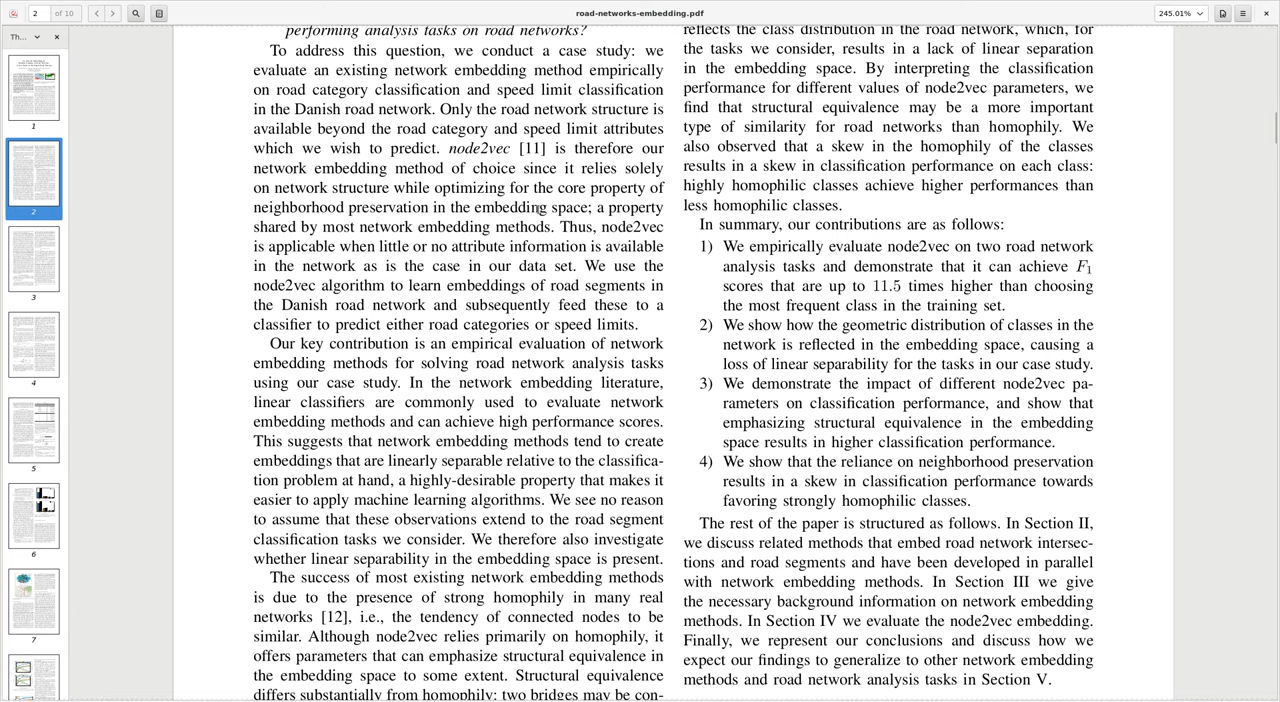 2
of 10
road-networks-embedding.pdf
245.01%
Th...
1
2
3
4
5
6
7
performing analysis tasks on road networks?
To address this question, we conduct a case study: we
evaluate how network embedding methods perform empirically
on road category classification and speed limit classification
in the Danish road network. Only the road network structure is
available beyond the road category and speed limit attributes
which we wish to predict. node2vec [11] is therefore our
network embedding method of choice since it relies solely
on network structure while operating on the same property of
neighborhood preservation in the embedding space; a property
shared by most network embedding methods. Thus, node2vec
is applicable when little or no attribute information is available
in the network as is the case in the data available to us. The
node2vec algorithm to learn embeddings of road segments in
the Danish road network and subsequently feed these to a
classifier to predict either road categories or speed limits.
Our key contribution is an empirical evaluation of network
embedding methods for solving road network analysis tasks
using our case study. In the network embedding literature,
linear classifiers are commonly used to evaluate network
embedding methods and can achieve high performance scores.
This suggests that network embedding methods tend to create
embeddings that are linearly separable relative to the classifica-
tion problem at hand, a highly-desirable property that makes it
easier to apply machine learning algorithms. We see no reason
to assume that this observation extends to the road segment
classification tasks we consider. We therefore also investigate
whether linear separability in the embedding space is present.
The success of most existing network embedding methods
is due to the presence of strong homophily in many real
networks [12], i.e., the tendency of connected nodes to be
similar. Although node2vec relies primarily on homophily, it
offers parameters that can emphasize structural equivalence in
the embedding space as well. Structural equivalence
differs substantially from homophily: two nodes may be con-
reflects the class distribution in the road network, which, for
the tasks we consider, results in a lack of linear separation
in the embedding space. By inspecting the classification
performance for different values of node2vec parameters, we
find that structural equivalence may be a more important
type of similarity for road networks than homophily. We
also observed that a skew in the homophily of the classes
results in a skew in classification performance on each class:
highly homophilic classes achieve higher performances than
less homophilic classes.
In summary, our contributions are as follows:
1) We empirically evaluate node2vec on two road network
analysis tasks and demonstrate that it can achieve F1
scores that are up to 11.5 times higher than choosing
the most frequent class in the training set.
2) We show how the geospatial distribution of classes in the
network is reflected in the embedding space, causing a
lack of linear separability for the tasks in our case study.
3) We demonstrate the impact of different node2vec pa-
rameters on classification performance, and show that
emphasizing structural equivalence in the embedding
space results in higher classification performance.
4) We show that the reliance on neighborhood preservation
results in a skew in classification performance towards
favoring strongly homophilic classes.
The rest of the paper is structured as follows. In Section II,
we discuss related methods that embed road network intersec-
tions and road segments and have been developed in parallel
with network embedding methods. In Section III we give
the necessary background information on network embedding
methods. In Section IV we evaluate the node2vec embedding.
Finally, we represent our conclusions and discuss how we
expect our findings to generalize to other network embedding
methods and road network analysis tasks in Section V.